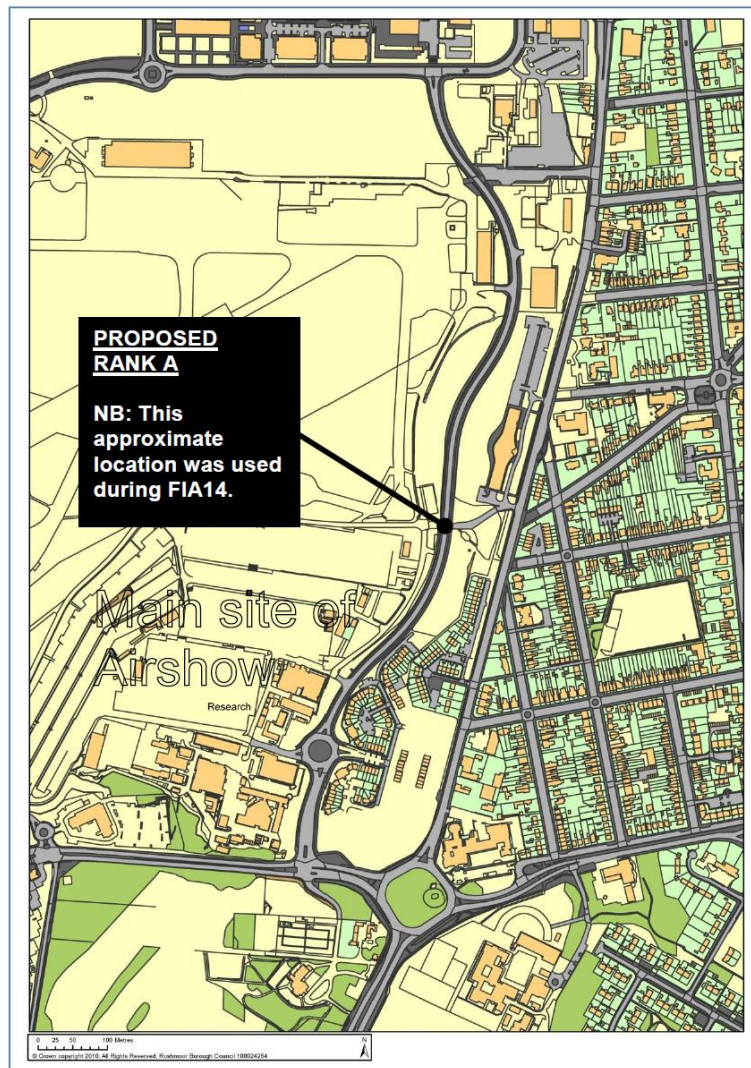 PROPOSED
RANK A
NB: This
approximate
location was used
during FIA14.
Main site of
Airshow
Research
0 25 50 100 Metres
N
© Crown copyright 2018. All Rights Reserved. Rushmoor Borough Council 100024264